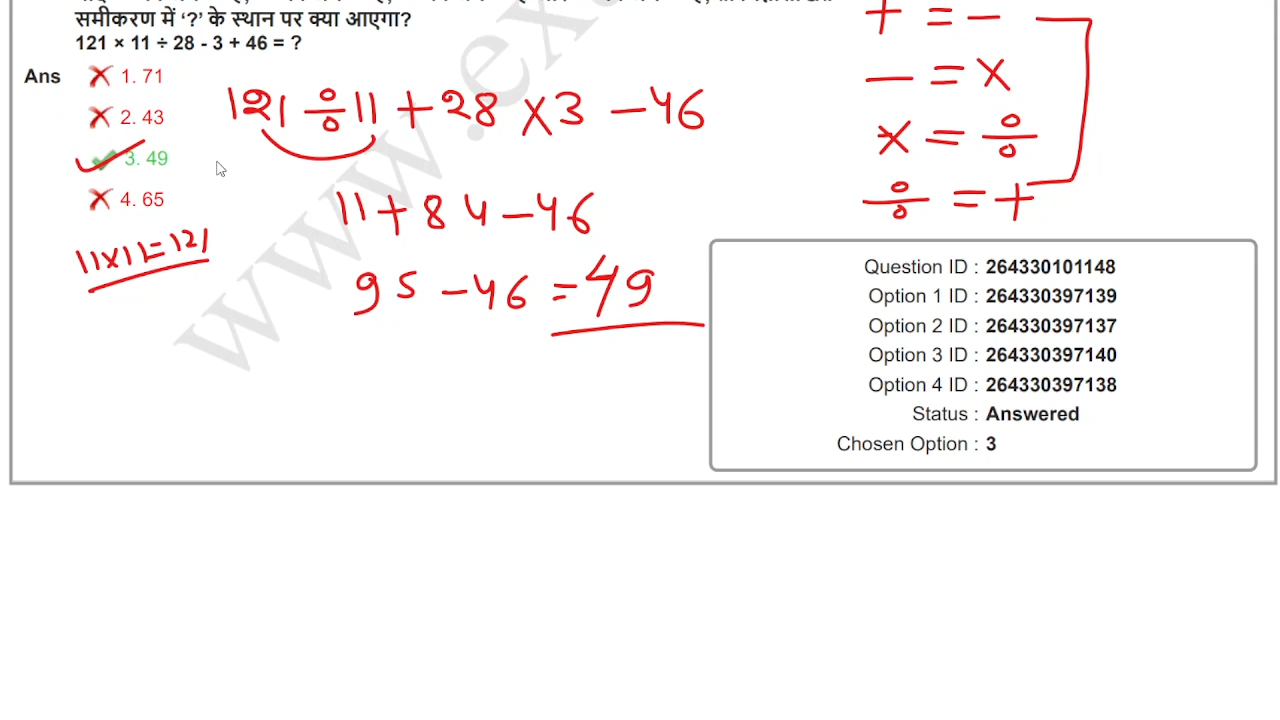 समीकरण में ‘?’ के स्थान पर क्या आएगा?
121 × 11 ÷ 28 - 3 + 46 = ?
Ans
1. 71
2. 43
3. 49
4. 65
121 ÷ 11 + 28 × 3 – 46
11 + 84 – 46
95 – 46 = 49
11×11=121
+ = –
– = ×
× = ÷
÷ = +
www.ex
Question ID : 264330101148
Option 1 ID : 264330397139
Option 2 ID : 264330397137
Option 3 ID : 264330397140
Option 4 ID : 264330397138
Status : Answered
Chosen Option : 3